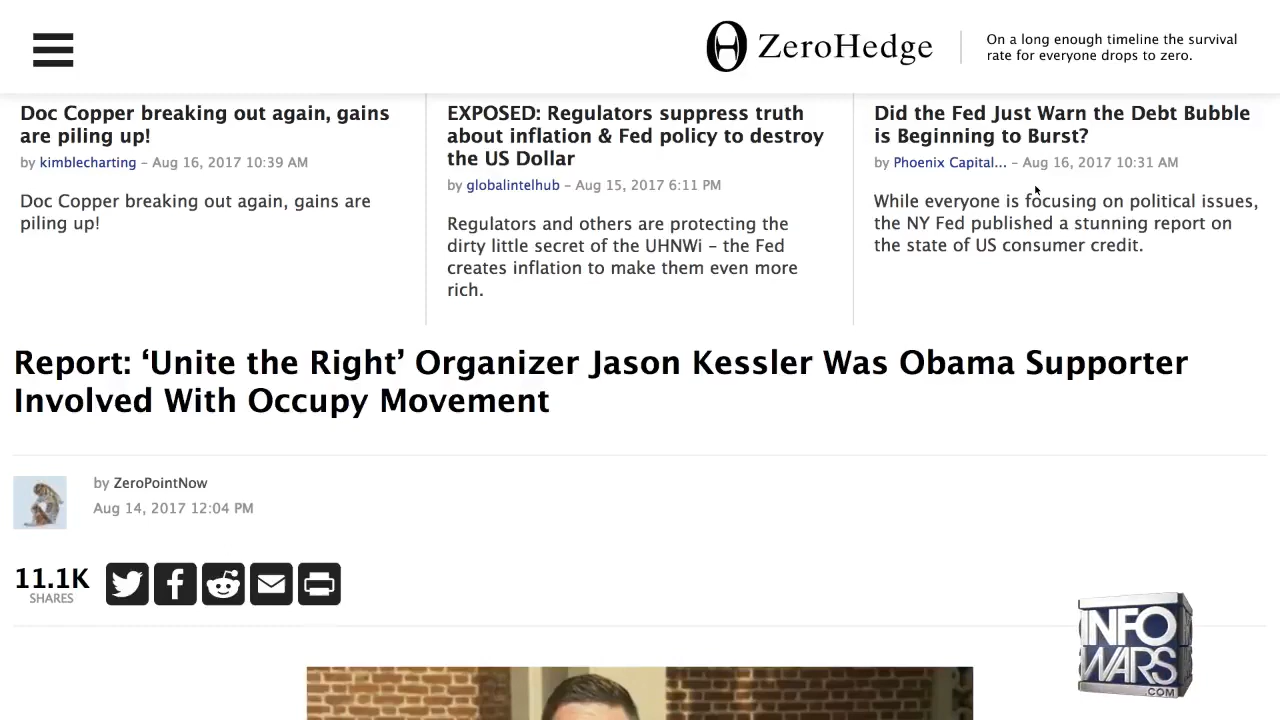 ZeroHedge
On a long enough timeline the survival
rate for everyone drops to zero.
Doc Copper breaking out again, gains
are piling up!
by kimblecharting – Aug 16, 2017 10:39 AM
Doc Copper breaking out again, gains are
piling up!
EXPOSED: Regulators suppress truth
about inflation & Fed policy to destroy
the US Dollar
by globalintelhub – Aug 15, 2017 6:11 PM
Regulators and others are protecting the
dirty little secret of the UHNWi – the Fed
creates inflation to make them even more
rich.
Did the Fed Just Warn the Debt Bubble
is Beginning to Burst?
by Phoenix Capital... – Aug 16, 2017 10:31 AM
While everyone is focusing on political issues,
the NY Fed published a stunning report on
the state of US consumer credit.
Report: ‘Unite the Right’ Organizer Jason Kessler Was Obama Supporter
Involved With Occupy Movement
by ZeroPointNow
Aug 14, 2017 12:04 PM
11.1K
SHARES
INFO
WARS
.COM